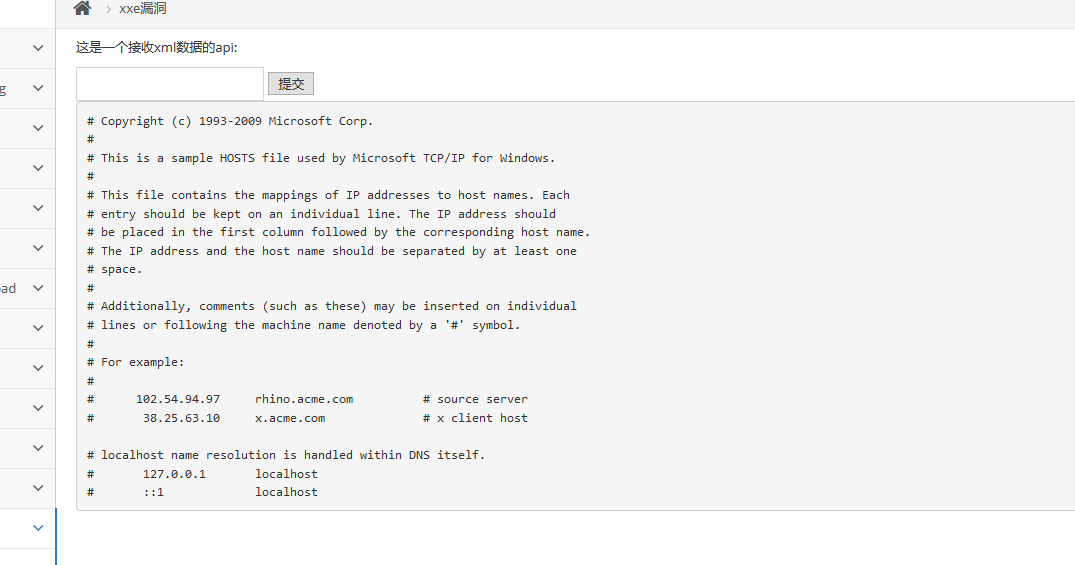 xxe漏洞
这是一个接收xml数据的api:
提交
g
oad
# Copyright (c) 1993-2009 Microsoft Corp.
#
# This is a sample HOSTS file used by Microsoft TCP/IP for Windows.
#
# This file contains the mappings of IP addresses to host names. Each
# entry should be kept on an individual line. The IP address should
# be placed in the first column followed by the corresponding host name.
# The IP address and the host name should be separated by at least one
# space.
#
# Additionally, comments (such as these) may be inserted on individual
# lines or following the machine name denoted by a '#' symbol.
#
# For example:
#
#      102.54.94.97     rhino.acme.com          # source server
#       38.25.63.10     x.acme.com              # x client host

# localhost name resolution is handled within DNS itself.
#       127.0.0.1       localhost
#       ::1             localhost